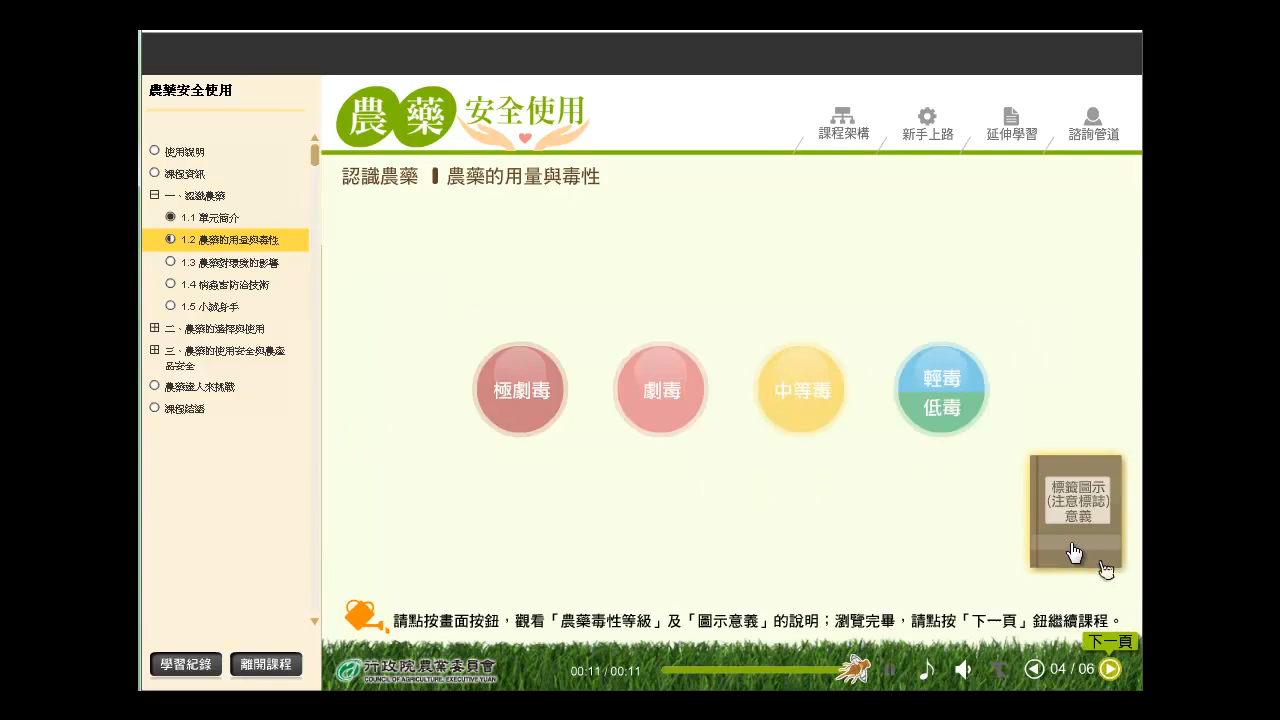 農藥安全使用
使用說明
課程資訊
一、認識農藥
1.1 單元簡介
1.2 農藥的用量與毒性
1.3 農藥對環境的影響
1.4 病蟲害防治技術
1.5 小試身手
二、農藥的選擇與使用
三、農藥的使用安全與農產
品安全
農藥達人來挑戰
課程結語
學習紀錄
離開課程
農藥 安全使用
課程架構
新手上路
延伸學習
諮詢管道
認識農藥 農藥的用量與毒性
極劇毒
劇毒
中等毒
輕毒
低毒
標籤圖示
(注意標誌)
意義
請點按畫面按鈕，觀看「農藥毒性等級」及「圖示意義」的說明；瀏覽完畢，請點按「下一頁」鈕繼續課程。
下一頁
行政院農業委員會
COUNCIL OF AGRICULTURE, EXECUTIVE YUAN
00:11 / 00:11
04 / 06